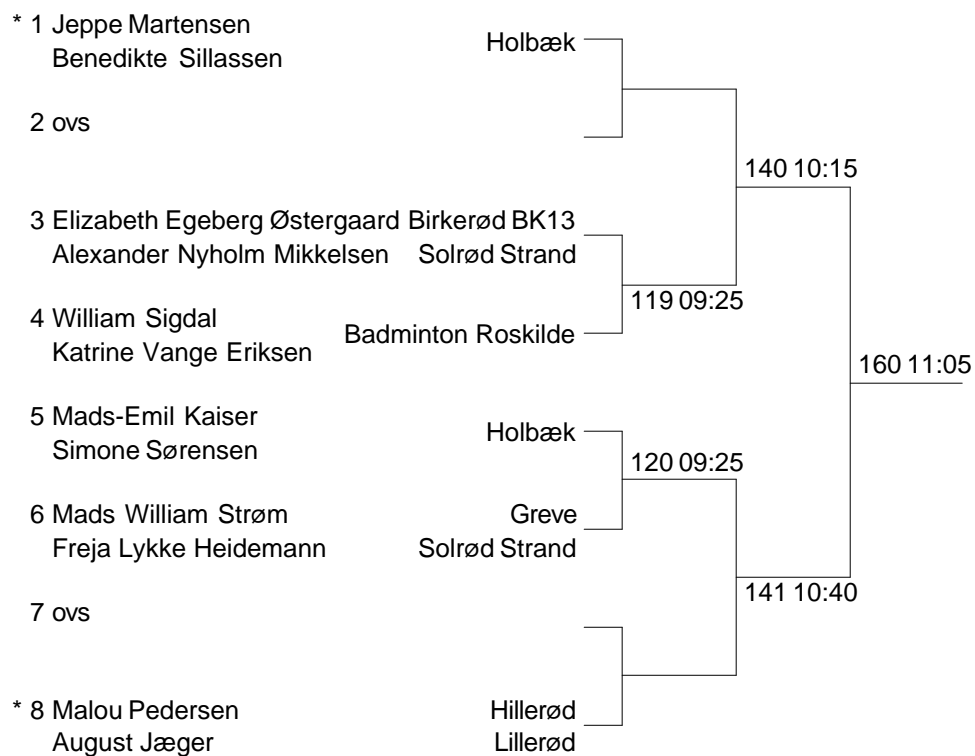 * 1 Jeppe Martensen Holbæk
Benedikte Sillassen
2 ovs
140 10:15
3 Elizabeth Egeberg Østergaard Birkerød BK13
Alexander Nyholm Mikkelsen Solrød Strand
119 09:25
4 William Sigdal Badminton Roskilde
Katrine Vange Eriksen
160 11:05
5 Mads-Emil Kaiser Holbæk
Simone Sørensen
120 09:25
6 Mads William Strøm Greve
Freja Lykke Heidemann Solrød Strand
141 10:40
7 ovs
* 8 Malou Pedersen Hillerød
August Jæger Lillerød